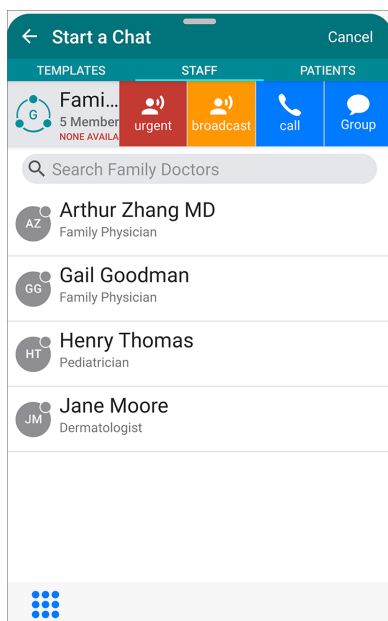 Start a Chat
Cancel
TEMPLATES
STAFF
PATIENTS
G
Fami...
5 Member
NONE AVAILA
urgent
broadcast
call
Group
Search Family Doctors
AZ
Arthur Zhang MD
Family Physician
GG
Gail Goodman
Family Physician
HT
Henry Thomas
Pediatrician
JM
Jane Moore
Dermatologist